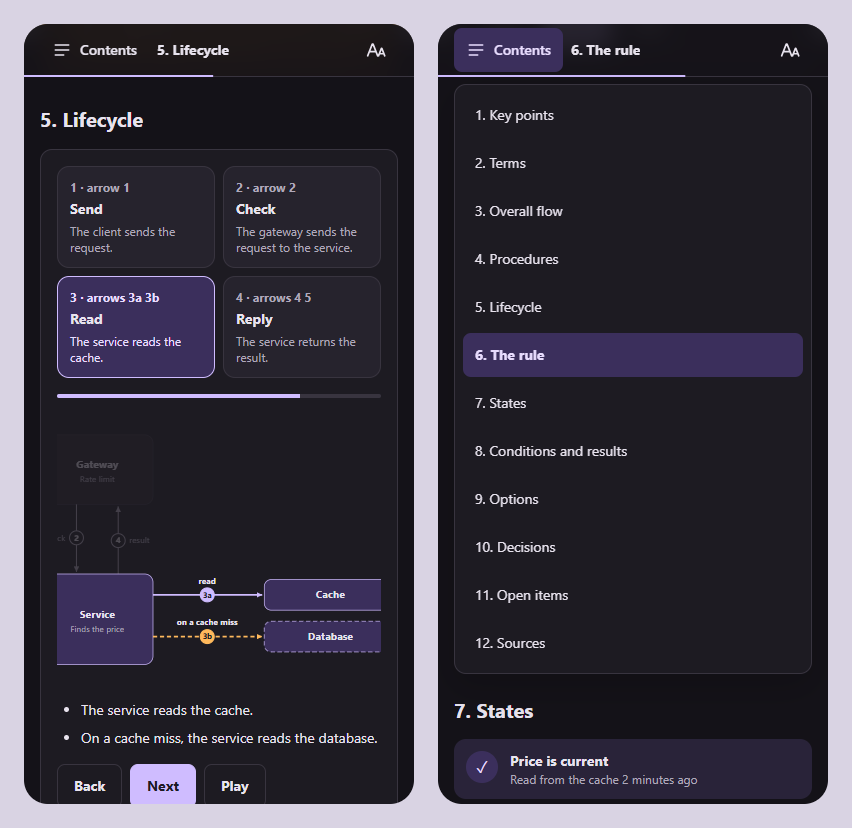 Contents 5. Lifecycle AA
5. Lifecycle
1 · arrow 1
Send
The client sends the
request.
2 · arrow 2
Check
The gateway sends the
request to the service.
3 · arrows 3a 3b
Read
The service reads the
cache.
4 · arrows 4 5
Reply
The service returns the
result.
Gateway
Rate limit
ck 2
4 result
Service
Finds the price
read
3a
Cache
on a cache miss
3b
Database
• The service reads the cache.
• On a cache miss, the service reads the database.
Back Next Play
Contents 6. The rule AA
1. Key points
2. Terms
3. Overall flow
4. Procedures
5. Lifecycle
6. The rule
7. States
8. Conditions and results
9. Options
10. Decisions
11. Open items
12. Sources
7. States
Price is current
Read from the cache 2 minutes ago